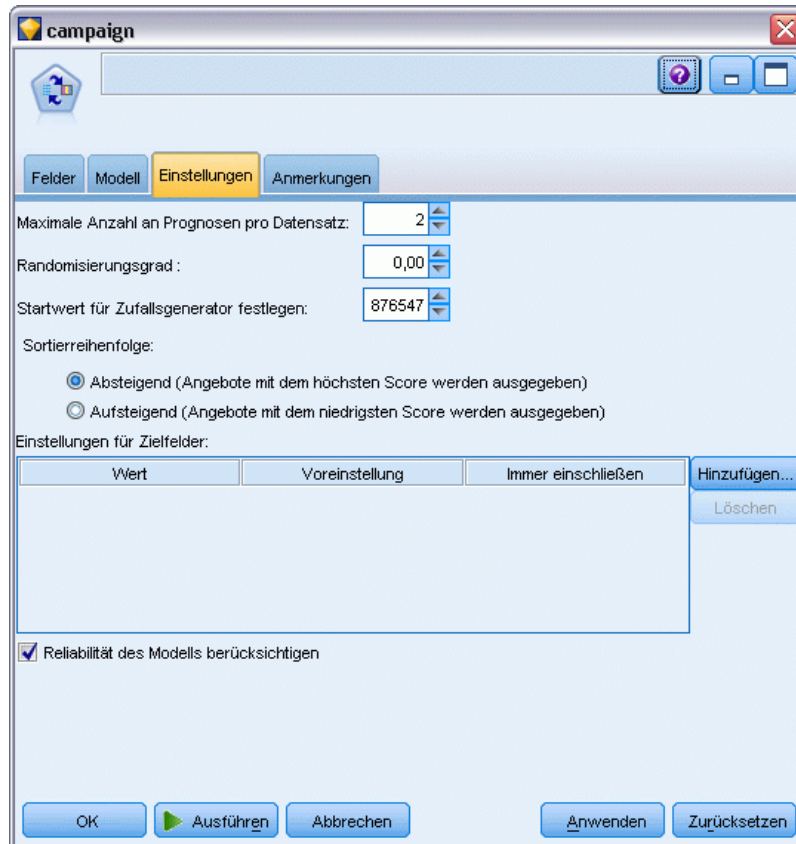 campaign
Felder Modell Einstellungen Anmerkungen
Maximale Anzahl an Prognosen pro Datensatz: 2
Randomisierungsgrad : 0,00
Startwert für Zufallsgenerator festlegen: 876547
Sortierreihenfolge:
Absteigend (Angebote mit dem höchsten Score werden ausgegeben)
Aufsteigend (Angebote mit dem niedrigsten Score werden ausgegeben)
Einstellungen für Zielfelder:
Wert Voreinstellung Immer einschließen Hinzufügen...
Löschen
Reliabilität des Modells berücksichtigen
OK Ausführen Abbrechen Anwenden Zurücksetzen